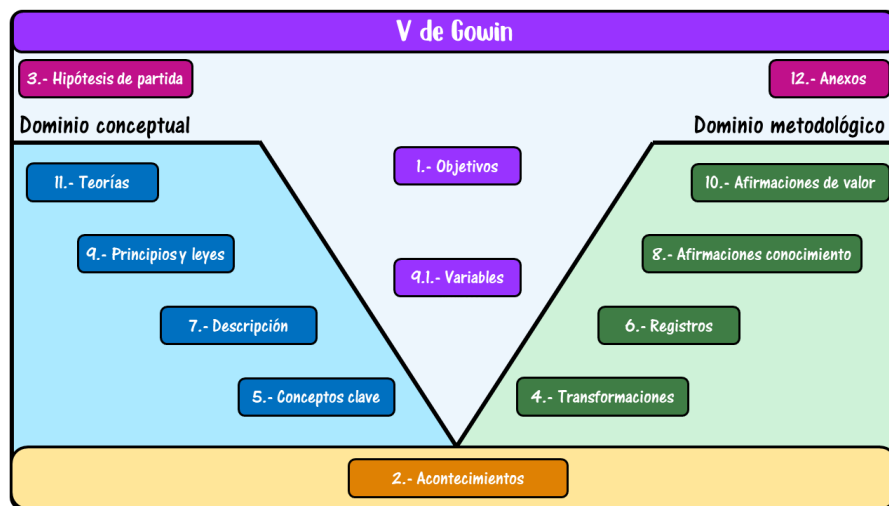 V de Gowin
3.- Hipótesis de partida
12.- Anexos
Dominio conceptual
Dominio metodológico
1.- Objetivos
11.- Teorías
10.- Afirmaciones de valor
9.- Principios y leyes
8.- Afirmaciones conocimiento
9.1.- Variables
7.- Descripción
6.- Registros
5.- Conceptos clave
4.- Transformaciones
2.- Acontecimientos